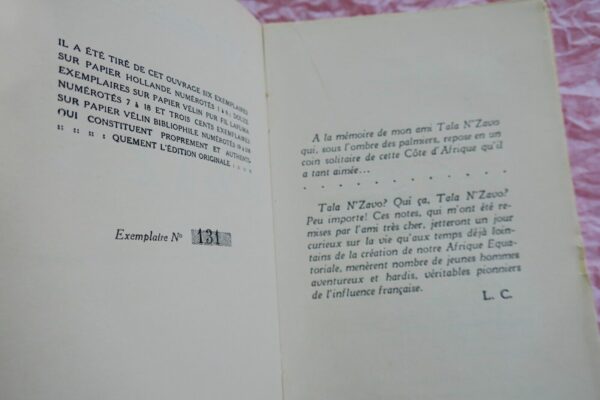 IL A ÉTÉ TIRÉ DE CET OUVRAGE SIX EXEMPLAIRES
SUR PAPIER HOLLANDE NUMÉROTÉS 1 à 6; DOUZE
EXEMPLAIRES SUR PAPIER VÉLIN PUR FIL LAFUMA
NUMÉROTÉS 7 à 18 ET TROIS CENTS EXEMPLAIRES
SUR PAPIER VÉLIN BIBLIOPHILE NUMÉROTÉS 19 à
QUI CONSTITUENT PROPREMENT ET AUTHENTI-
:: :: :: : QUEMENT L'ÉDITION ORIGINALE : : : :
Exemplaire No 131
A la mémoire de mon ami Tala N'Zavo
qui, sous l'ombre des palmiers, repose en un
coin solitaire de cette Côte d'Afrique qu'il
a tant aimée...
. . . . . . . . . . . . . .
Tala N'Zavo? Qui ça, Tala N'Zavo?
Peu importe! Ces notes, qui m'ont été re-
mises par l'ami très cher, jetteront un jour
curieux sur la vie qu'aux temps déjà loin-
tains de la création de notre Afrique Equa-
toriale, menèrent nombre de jeunes hommes
aventureux et hardis, véritables pionniers
de l'influence française.
L. C.